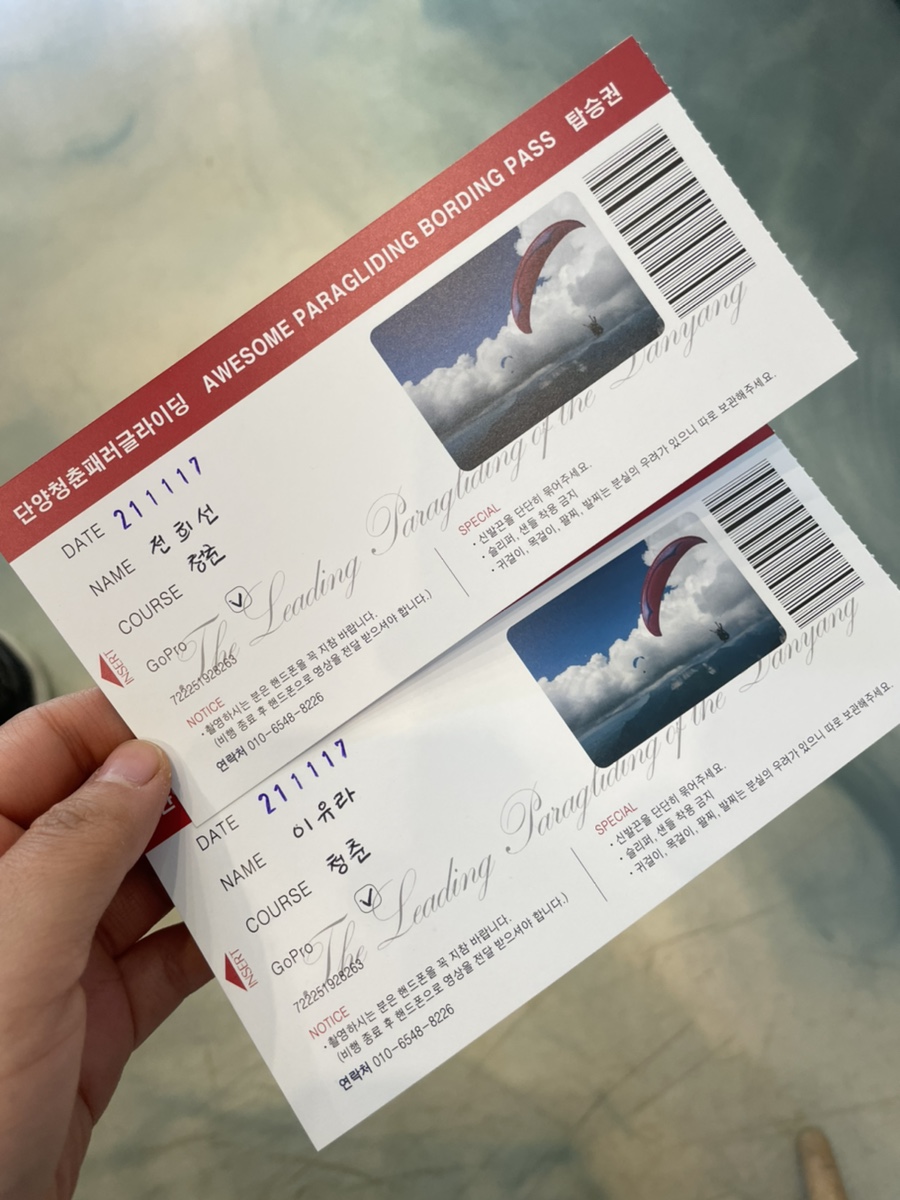 단양청춘패러글라이딩 AWESOME PARAGLIDING BORDING PASS 탑승권
DATE 211117
NAME 전희선
COURSE 청춘
GoPro ✓
722251928263
INSERT
The Leading Paragliding of the Danyang
NOTICE
• 촬영하시는 분은 핸드폰을 꼭 지참 바랍니다.
(비행 종료 후 핸드폰으로 영상을 전달 받으셔야 합니다.)
연락처 010-6548-8226
SPECIAL
• 신발끈을 단단히 묶어주세요.
• 슬리퍼, 샌들 착용 금지
• 귀걸이, 목걸이, 팔찌, 발찌는 분실의 우려가 있으니 따로 보관해주세요.
단
DATE 211117
NAME 이유라
COURSE 청춘
GoPro ✓
722251928263
INSERT
The Leading Paragliding of the Danyang
NOTICE
• 촬영하시는 분은 핸드폰을 꼭 지참 바랍니다.
(비행 종료 후 핸드폰으로 영상을 전달 받으셔야 합니다.)
연락처 010-6548-8226
SPECIAL
• 신발끈을 단단히 묶어주세요.
• 슬리퍼, 샌들 착용 금지
• 귀걸이, 목걸이, 팔찌, 발찌는 분실의 우려가 있으니 따로 보관해주세요.